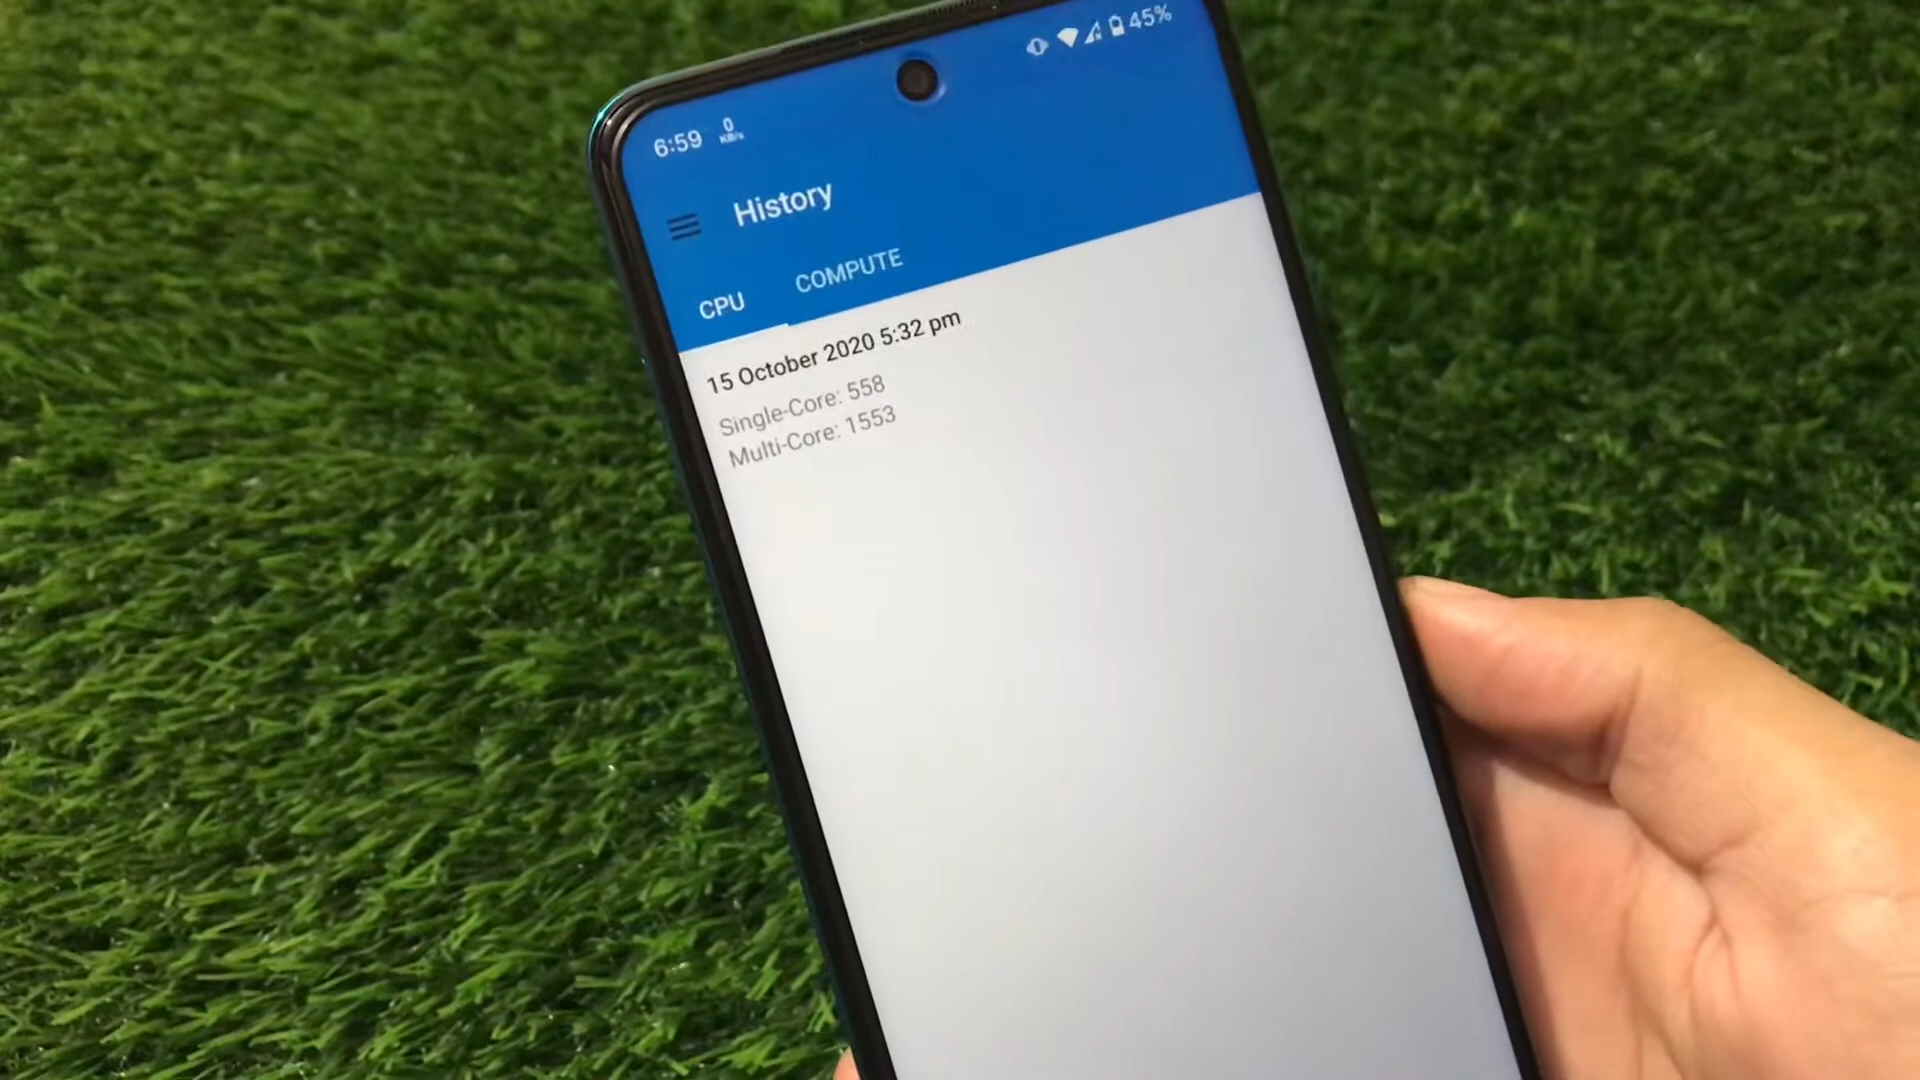 6:59 0 KB/s 45%
History
CPU COMPUTE
15 October 2020 5:32 pm
Single-Core: 558
Multi-Core: 1553